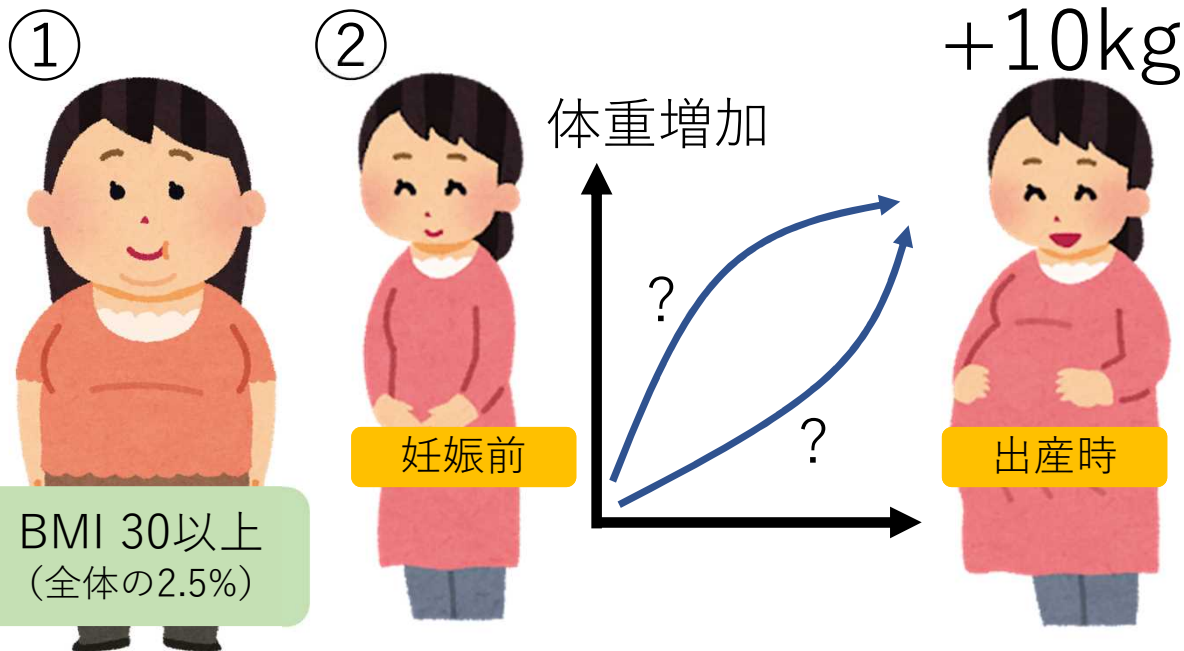 ①
BMI 30以上
（全体の2.5%）
②
妊娠前
体重増加
?
?
+10kg
出産時